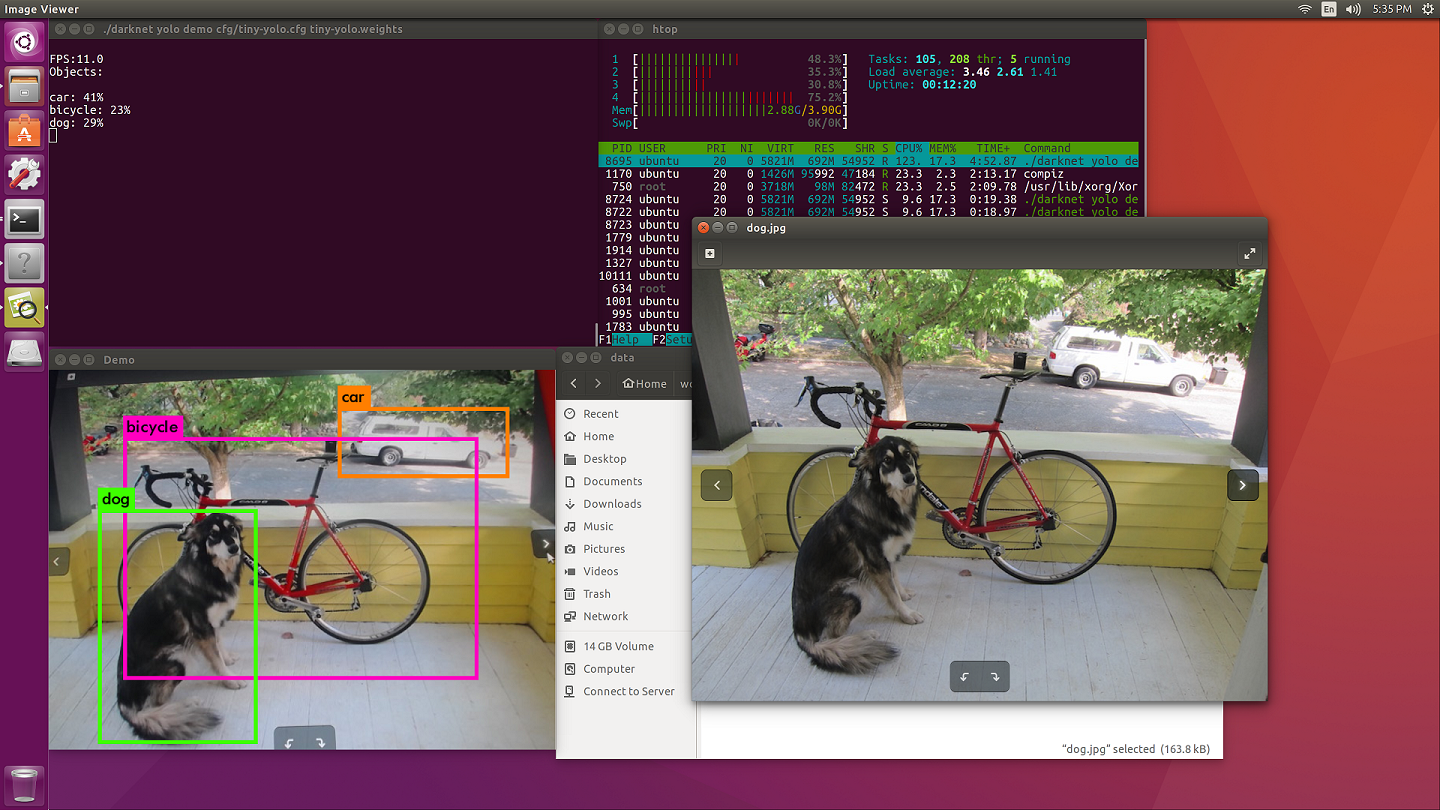 Image Viewer
En
5:35 PM
./darknet yolo demo cfg/tiny-yolo.cfg tiny-yolo.weights
FPS:11.0
Objects:
car: 41%
bicycle: 23%
dog: 29%
htop
1 [ 48.3%] Tasks: 105, 208 thr; 5 running
2 [ 35.3%] Load average: 3.46 2.61 1.41
3 [ 30.8%] Uptime: 00:12:20
4 [ 75.2%]
Mem[ 2.88G/3.90G]
Swp[ 0K/0K]
PID USER PRI NI VIRT RES SHR S CPU% MEM% TIME+ Command
8695 ubuntu 20 0 5821M 692M 54952 R 123. 17.3 4:52.87 ./darknet yolo de
1170 ubuntu 20 0 1426M 95992 47184 R 23.3 2.3 2:13.17 compiz
750 root 20 0 3718M 98M 82472 R 23.3 2.5 2:09.78 /usr/lib/xorg/Xor
8724 ubuntu 20 0 5821M 692M 54952 S 9.6 17.3 0:19.38 ./darknet yolo de
8722 ubuntu 20 0 5821M 692M 54952 S 9.6 17.3 0:18.97 ./darknet yolo de
8723 ubuntu
1779 ubuntu
1914 ubuntu
1327 ubuntu
10111 ubuntu
634 root
1001 ubuntu
995 ubuntu
1783 ubuntu
F1Help F2Setu
dog.jpg
Demo
car
bicycle
dog
data
Home wo
Recent
Home
Desktop
Documents
Downloads
Music
Pictures
Videos
Trash
Network
14 GB Volume
Computer
Connect to Server
"dog.jpg" selected (163.8 kB)